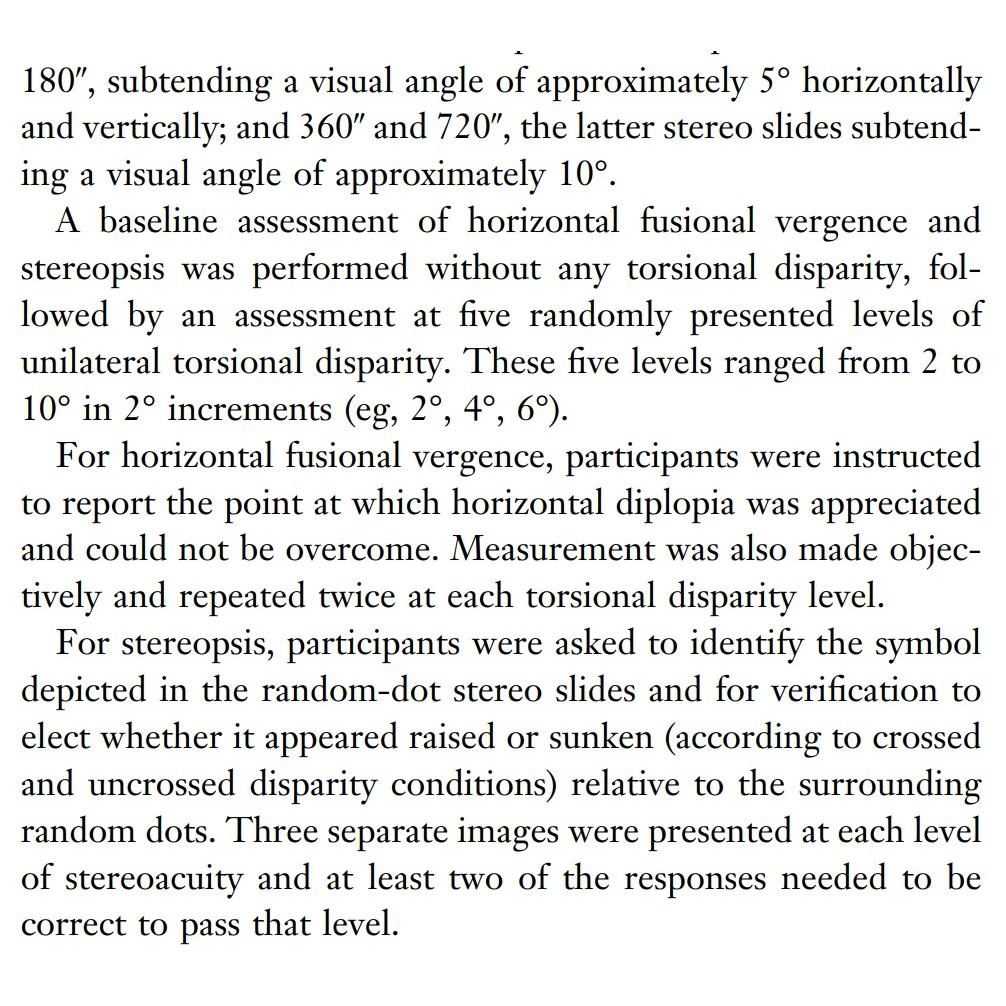 180″, subtending a visual angle of approximately 5° horizontally
and vertically; and 360″ and 720″, the latter stereo slides subtend-
ing a visual angle of approximately 10°.
A baseline assessment of horizontal fusional vergence and
stereopsis was performed without any torsional disparity, fol-
lowed by an assessment at five randomly presented levels of
unilateral torsional disparity. These five levels ranged from 2 to
10° in 2° increments (eg, 2°, 4°, 6°).
For horizontal fusional vergence, participants were instructed
to report the point at which horizontal diplopia was appreciated
and could not be overcome. Measurement was also made objec-
tively and repeated twice at each torsional disparity level.
For stereopsis, participants were asked to identify the symbol
depicted in the random-dot stereo slides and for verification to
elect whether it appeared raised or sunken (according to crossed
and uncrossed disparity conditions) relative to the surrounding
random dots. Three separate images were presented at each level
of stereoacuity and at least two of the responses needed to be
correct to pass that level.